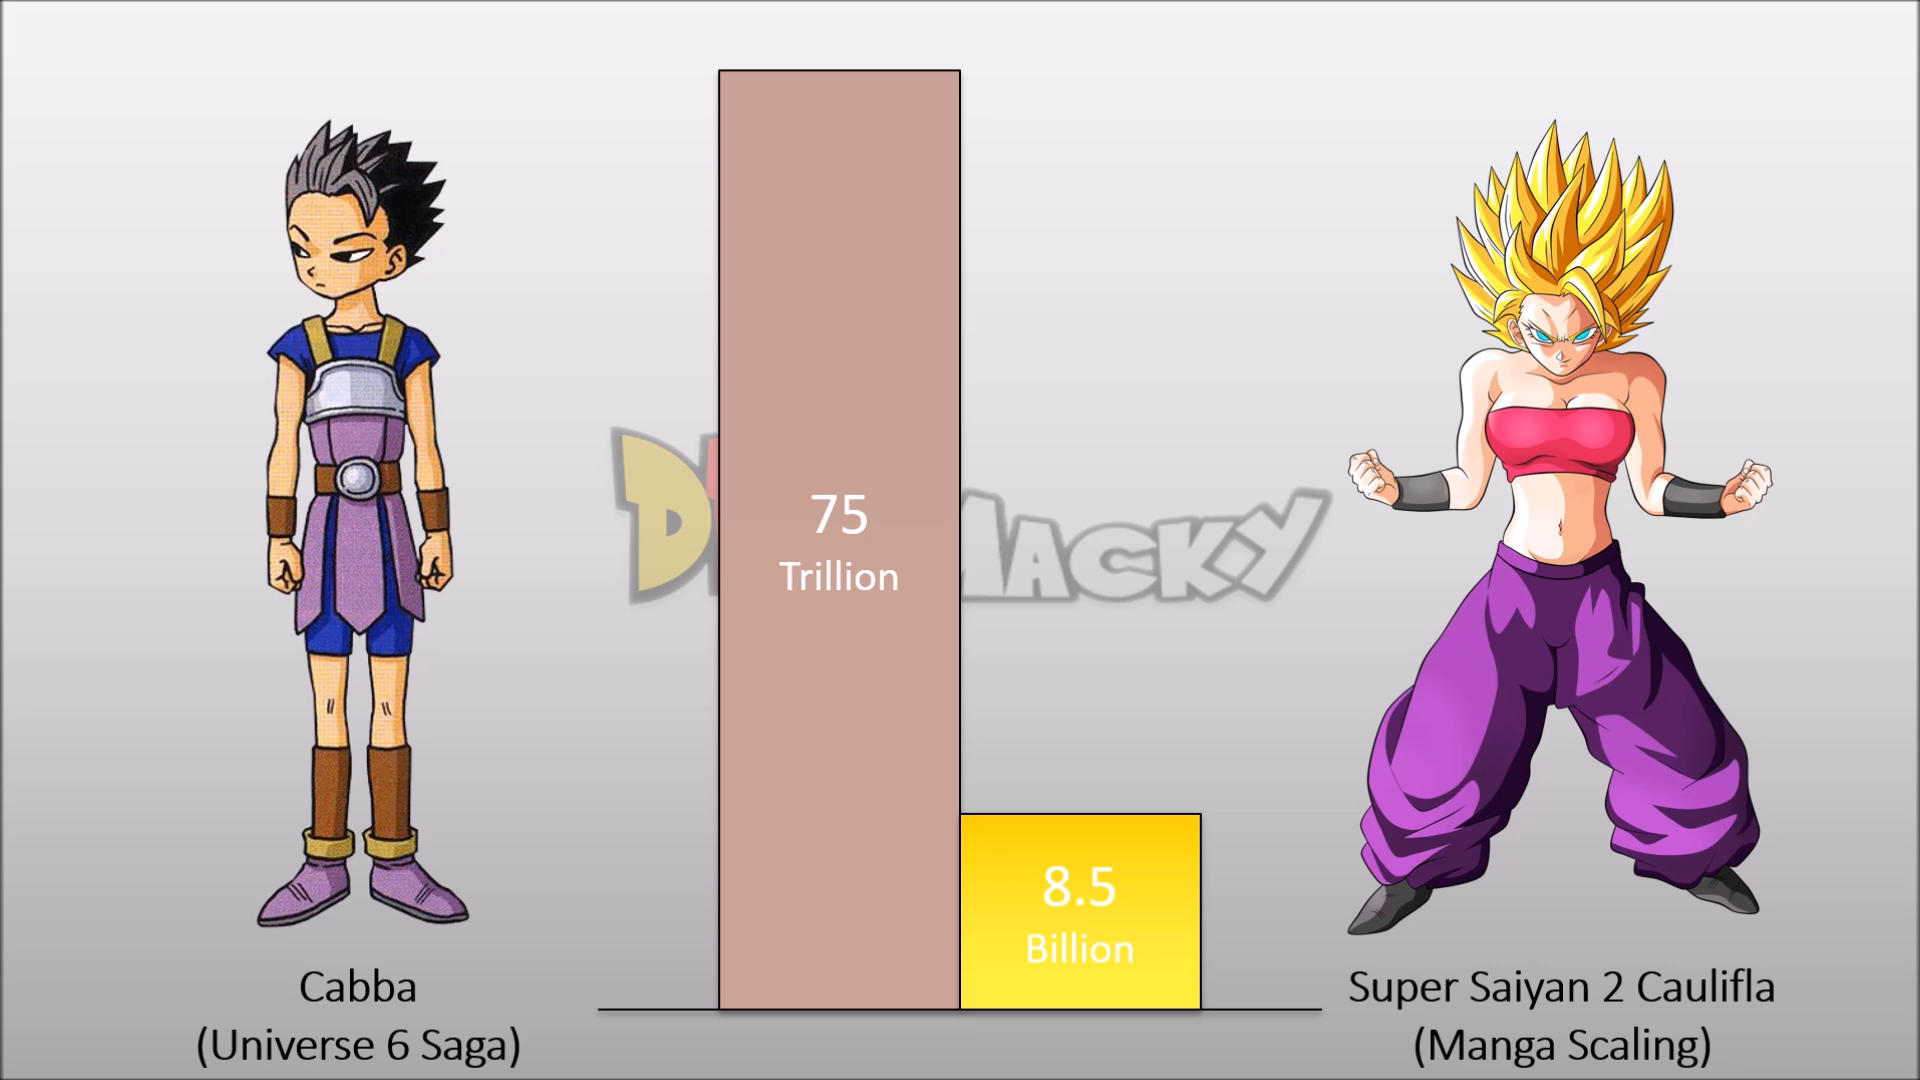 75
Trillion
8.5
Billion
Cabba
(Universe 6 Saga)
Super Saiyan 2 Caulifla
(Manga Scaling)